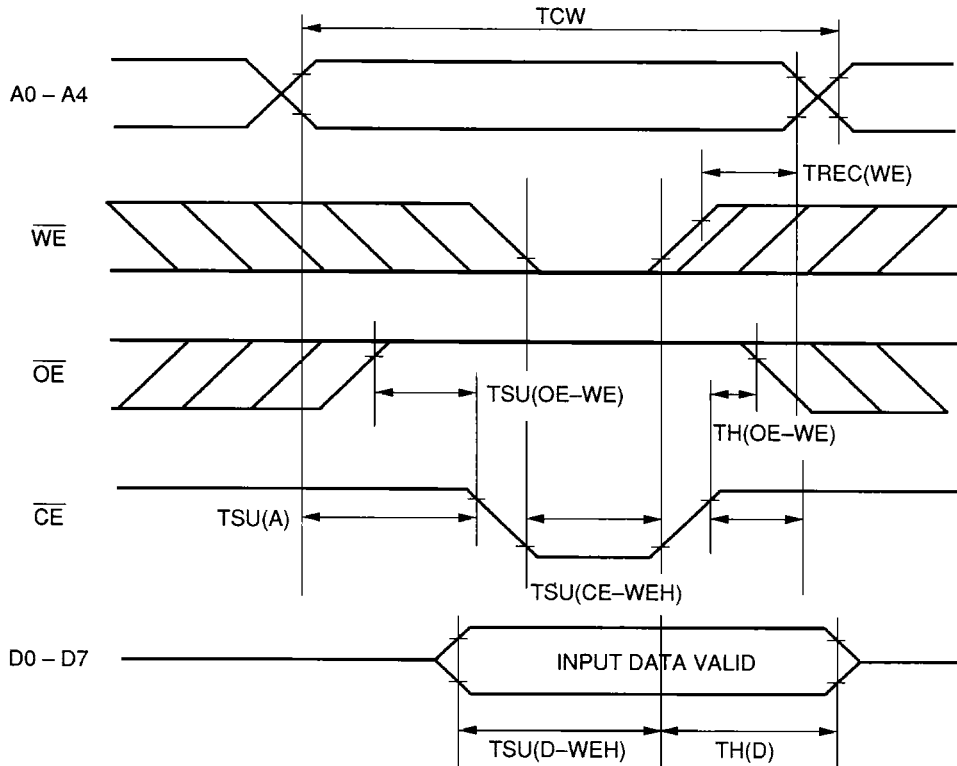 TCW
A0 – A4
TREC(WE)
WE
OE
TSU(OE–WE)
TH(OE–WE)
CE
TSU(A)
TSU(CE–WEH)
D0 – D7
INPUT DATA VALID
TSU(D–WEH)
TH(D)